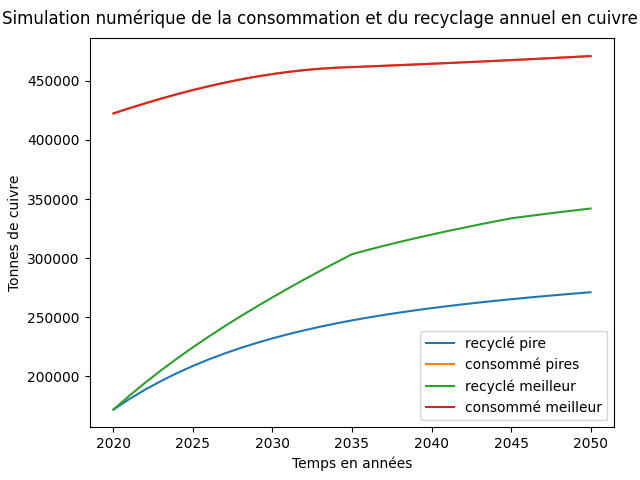 Simulation numérique de la consommation et du recyclage annuel en cuivre
450000
400000
350000
300000
250000
200000
Tonnes de cuivre
recyclé pire
consommé pires
recyclé meilleur
consommé meilleur
2020 2025 2030 2035 2040 2045 2050
Temps en années